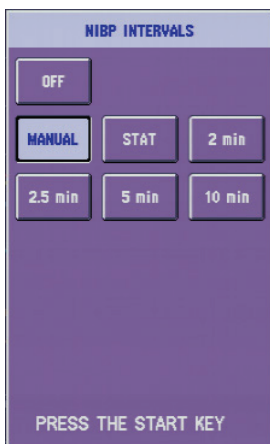 NIBP INTERVALS
OFF
MANUAL STAT 2 min
2.5 min 5 min 10 min
PRESS THE START KEY